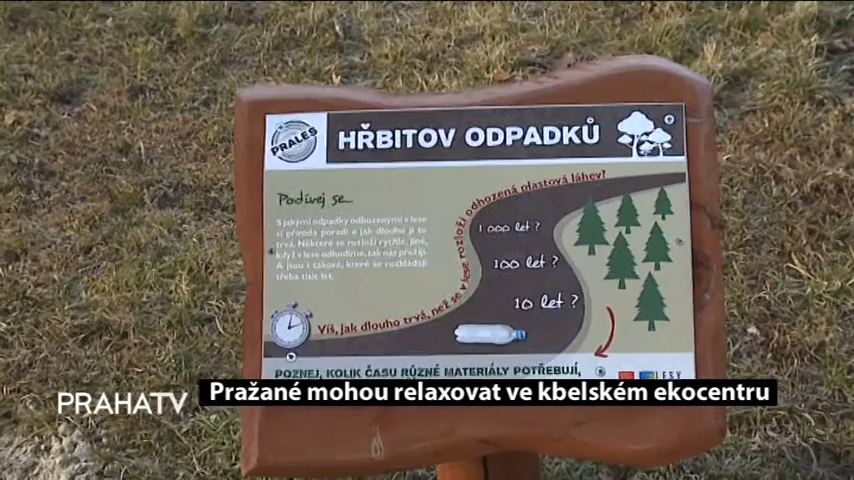 PRALES
HŘBITOV ODPADKŮ
Podívej se...
S jakými odpadky odhozenými v lese
si příroda poradí a jak dlouho jí to
trvá. Některé se rozloží rychle, jiné,
když v lese odhodíme, tak nás přežijí.
A jsou i takové, které se rozkládají
třeba tisíc let.
Víš, jak dlouho trvá, než se v lese rozloží odhozená plastová láhev?
1 000 let ?
100 let ?
10 let ?
POZNEJ, KOLIK ČASU RŮZNÉ MATERIÁLY POTŘEBUJÍ,
LESY
PRAHATV
Pražané mohou relaxovat ve kbelském ekocentru